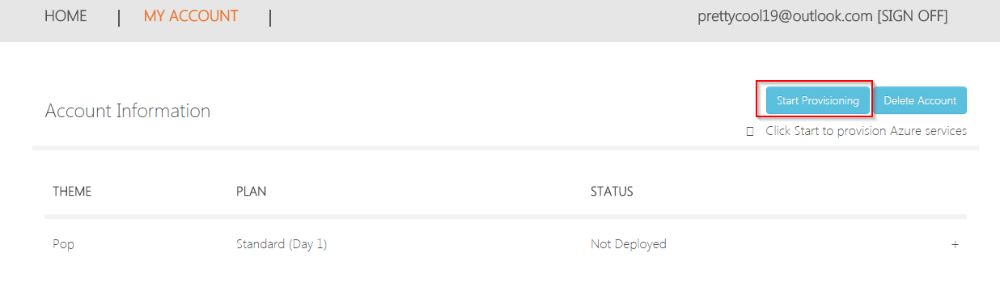 HOME | MY ACCOUNT | prettycool19@outlook.com [SIGN OFF]
Start Provisioning Delete Account
Account Information
Click Start to provision Azure services
THEME PLAN STATUS
Pop Standard (Day 1) Not Deployed +